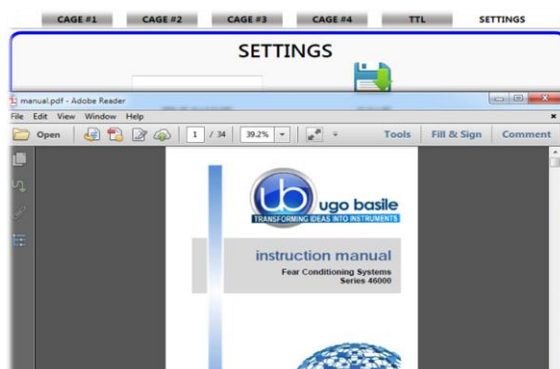 CAGE #1 CAGE #2 CAGE #3 CAGE #4 TTL SETTINGS
SETTINGS
manual.pdf - Adobe Reader
File Edit View Window Help
Open 1 / 34 39.2% Tools Fill & Sign Comment
ub ugo basile
TRANSFORMING IDEAS INTO INSTRUMENTS
instruction manual
Fear Conditioning Systems
Series 46000